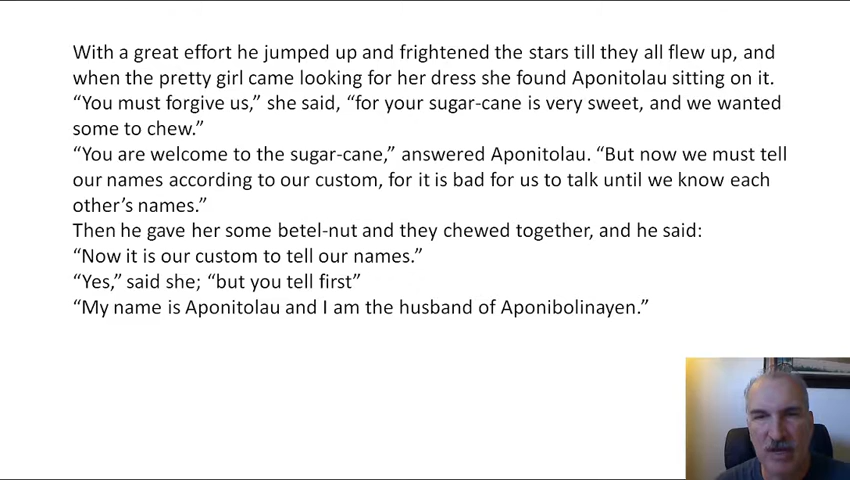 With a great effort he jumped up and frightened the stars till they all flew up, and
when the pretty girl came looking for her dress she found Aponitolau sitting on it.
“You must forgive us,” she said, “for your sugar-cane is very sweet, and we wanted
some to chew.”
“You are welcome to the sugar-cane,” answered Aponitolau. “But now we must tell
our names according to our custom, for it is bad for us to talk until we know each
other’s names.”
Then he gave her some betel-nut and they chewed together, and he said:
“Now it is our custom to tell our names.”
“Yes,” said she; “but you tell first”
“My name is Aponitolau and I am the husband of Aponibolinayen.”